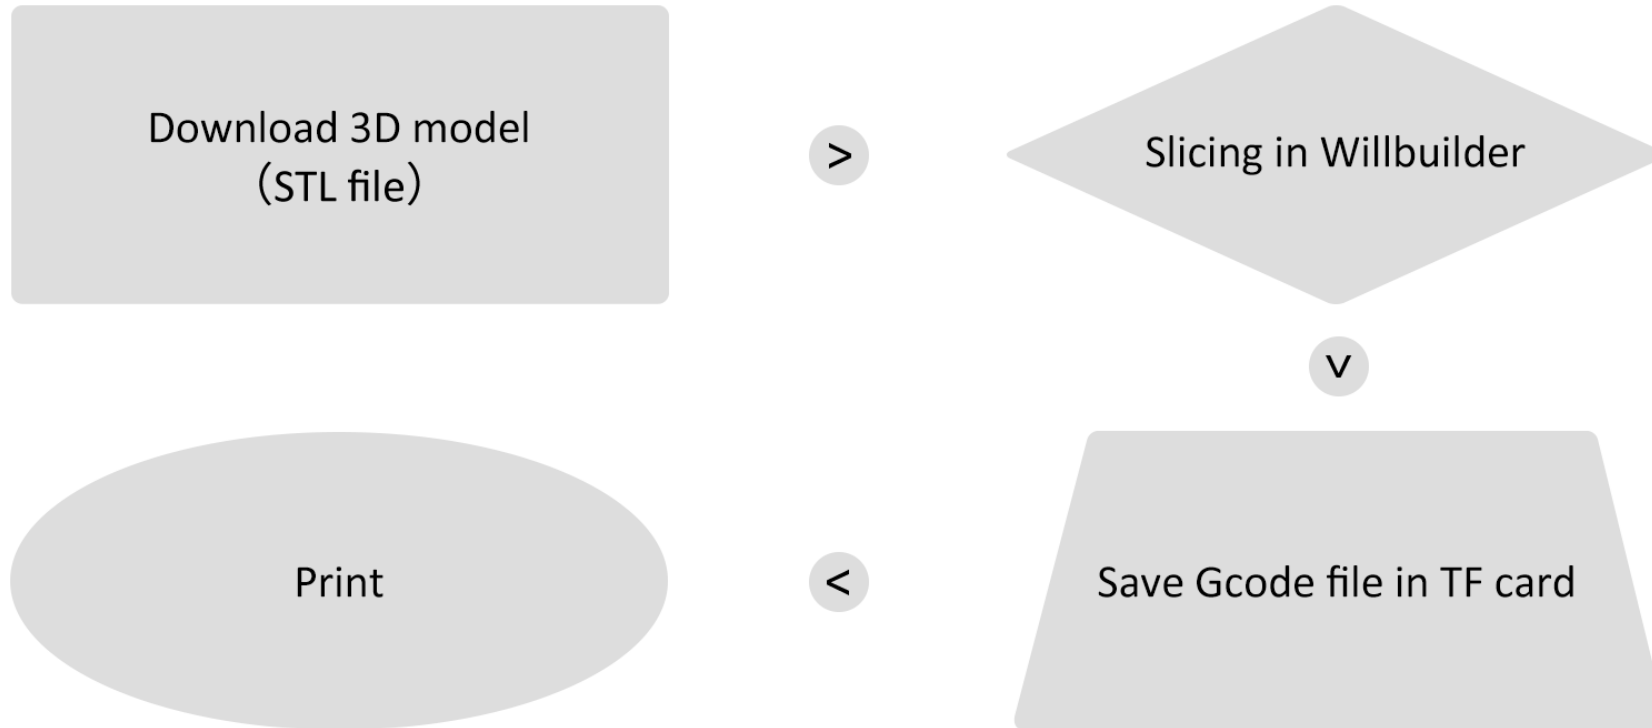 Download 3D model
（STL file）
>
Slicing in Willbuilder
>
Save Gcode file in TF card
<
Print